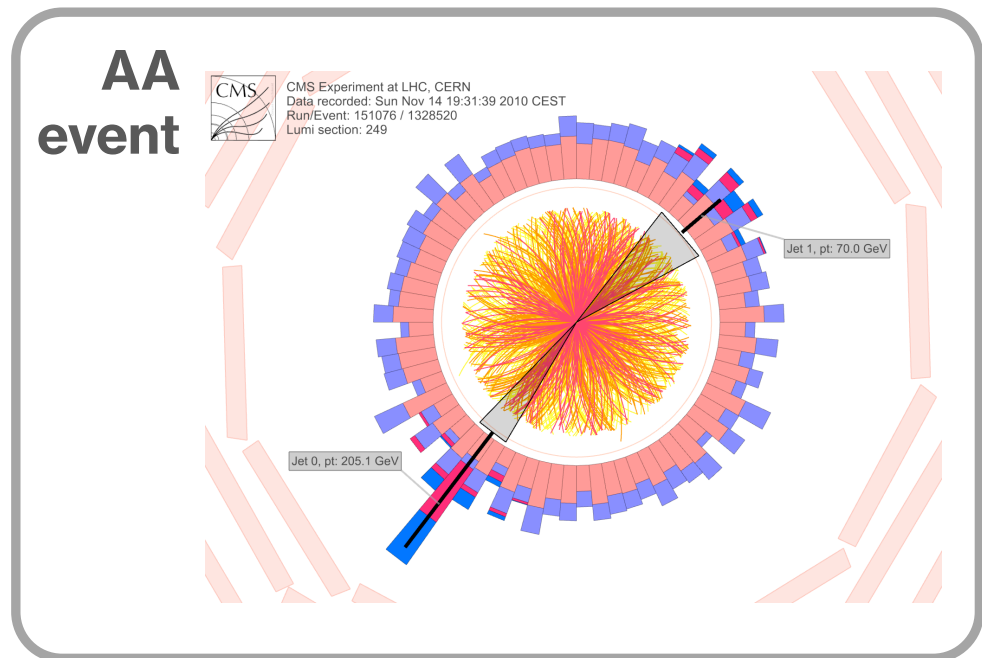 AA
event
CMS
CMS Experiment at LHC, CERN
Data recorded: Sun Nov 14 19:31:39 2010 CEST
Run/Event: 151076 / 1328520
Lumi section: 249
Jet 1, pt: 70.0 GeV
Jet 0, pt: 205.1 GeV